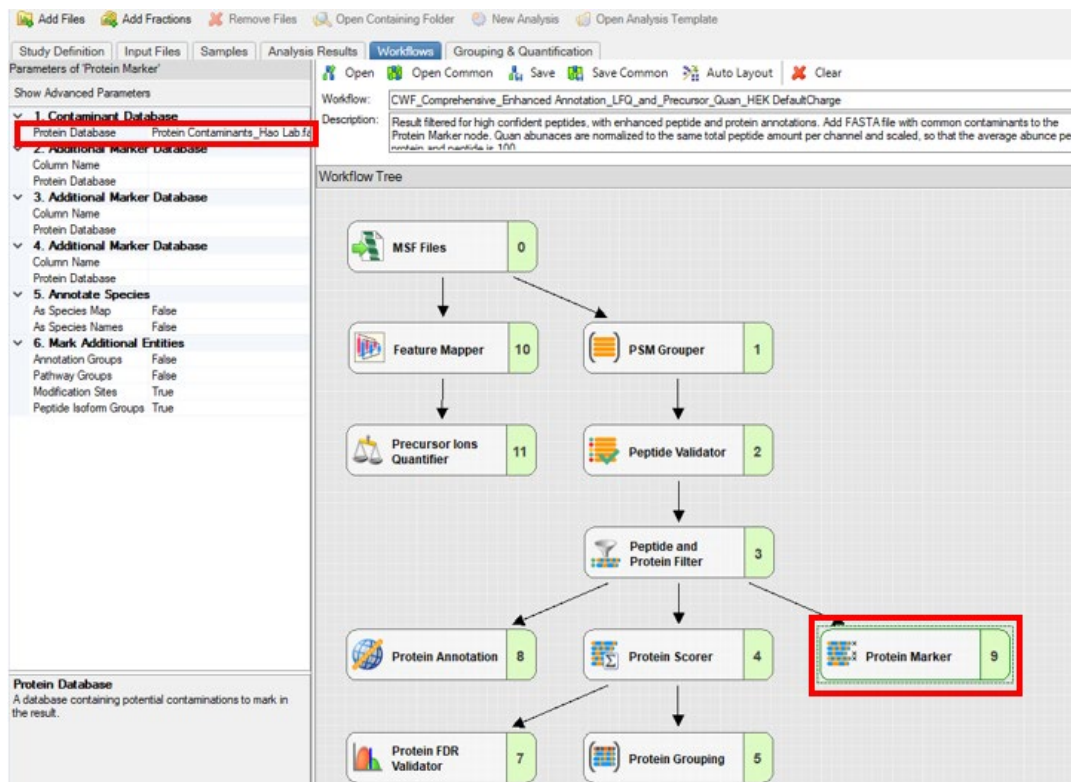 Add Files Add Fractions Remove Files Open Containing Folder New Analysis Open Analysis Template
Study Definition Input Files Samples Analysis Results Workflows Grouping & Quantification
Parameters of 'Protein Marker'
Show Advanced Parameters
1. Contaminant Database
Protein Database Protein Contaminants_Hao Lab.fa
2. Additional Marker Database
Column Name
Protein Database
3. Additional Marker Database
Column Name
Protein Database
4. Additional Marker Database
Column Name
Protein Database
5. Annotate Species
As Species Map False
As Species Names False
6. Mark Additional Entities
Annotation Groups False
Pathway Groups False
Modification Sites True
Peptide Isoform Groups True
Protein Database
A database containing potential contaminations to mark in
the result.
Open Open Common Save Save Common Auto Layout Clear
Workflow: CWF_Comprehensive_Enhanced Annotation_LFQ_and_Precursor_Quan_HEK DefaultCharge
Description: Result filtered for high confident peptides, with enhanced peptide and protein annotations. Add FASTA file with common contaminants to the
Protein Marker node. Quan abunaces are normalized to the same total peptide amount per channel and scaled, so that the average abunce pe
protein and peptide is 100.
Workflow Tree
MSF Files 0
Feature Mapper 10
PSM Grouper 1
Precursor Ions
Quantifier 11
Peptide Validator 2
Peptide and
Protein Filter 3
Protein Annotation 8
Protein Scorer 4
Protein Marker 9
Protein FDR
Validator 7
Protein Grouping 5